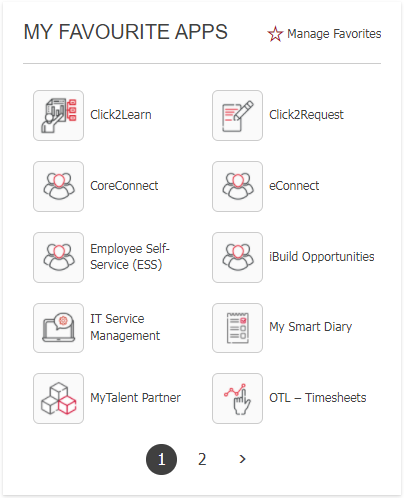 MY FAVOURITE APPS
Manage Favorites
Click2Learn
Click2Request
CoreConnect
eConnect
Employee Self-
Service (ESS)
iBuild Opportunities
IT Service
Management
My Smart Diary
MyTalent Partner
OTL – Timesheets
1 2 >